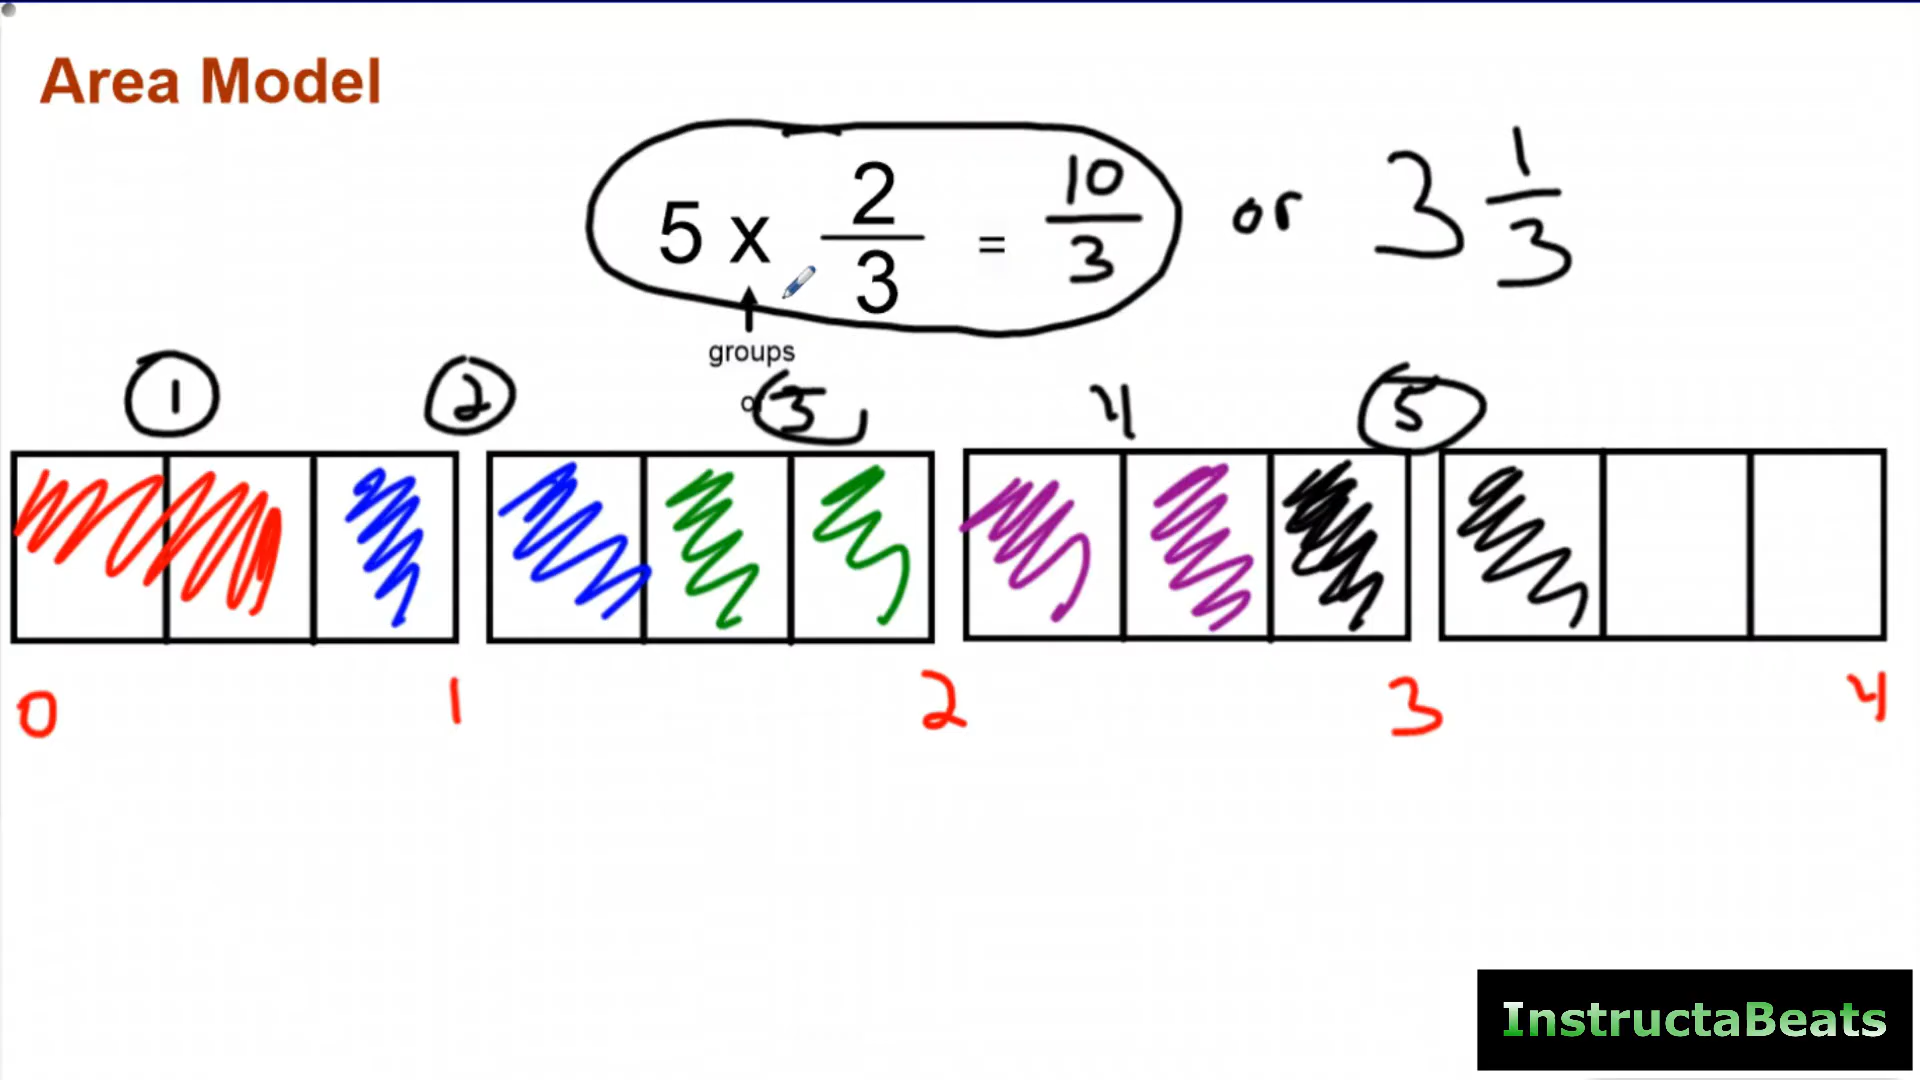 Area Model
5 x 2/3 = 10/3 or 3 1/3
groups
1 2 3 4 5
0 1 2 3 4
InstructaBeats